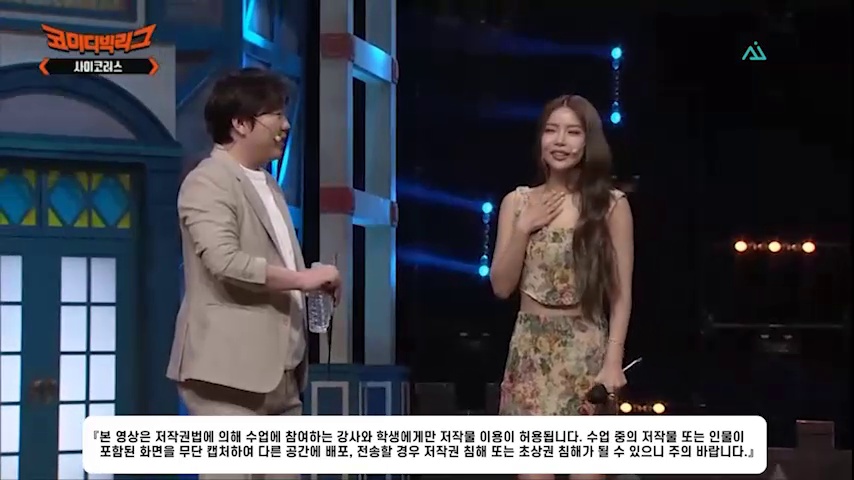 코미디빅리그
사이코러스
『본 영상은 저작권법에 의해 수업에 참여하는 강사와 학생에게만 저작물 이용이 허용됩니다. 수업 중의 저작물 또는 인물이
포함된 화면을 무단 캡처하여 다른 공간에 배포, 전송할 경우 저작권 침해 또는 초상권 침해가 될 수 있으니 주의 바랍니다.』